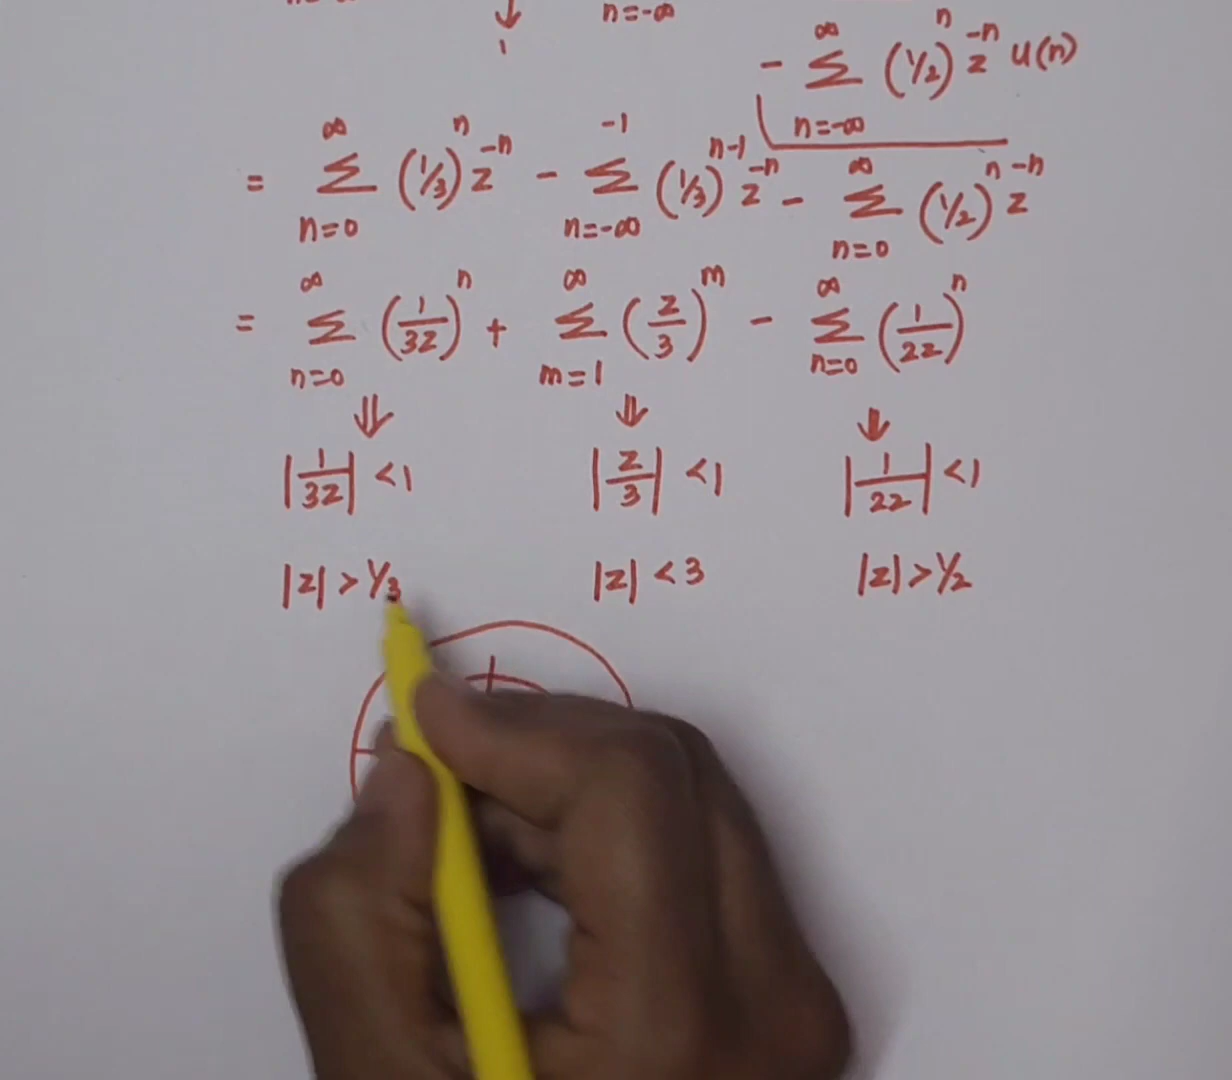 n=-∞
1
- ∞ Σ n=-∞ (1/2)^n z^-n u(n)
= ∞ Σ n=0 (1/3)^n z^-n - -1 Σ n=-∞ (1/3)^n-1 z^-n - ∞ Σ n=0 (1/2)^n z^-n
= ∞ Σ n=0 (1/3z)^n + ∞ Σ m=1 (z/3)^m - ∞ Σ n=0 (1/2z)^n
⇓ ⇓ ⇓
|1/3z| <1 |z/3| <1 |1/2z| <1
|z| > 1/3 |z| < 3 |z| > 1/2